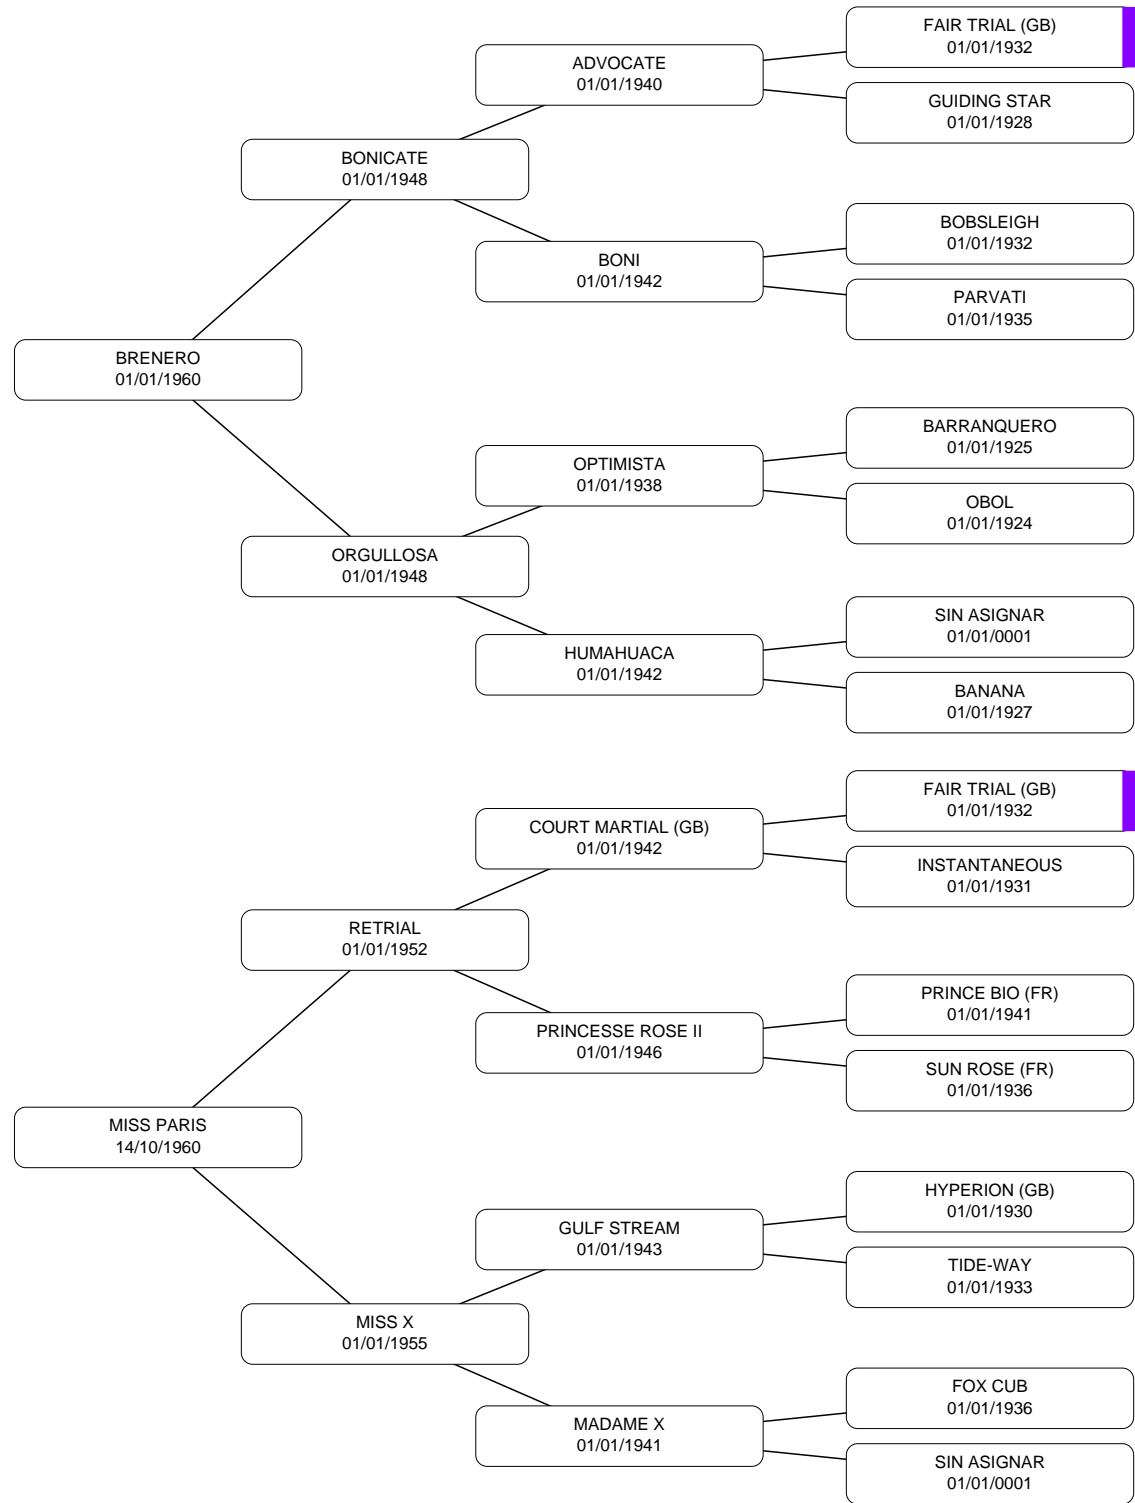 FAIR TRIAL (GB)
01/01/1932
ADVOCATE
01/01/1940
GUIDING STAR
01/01/1928
BONICATE
01/01/1948
BOBSLEIGH
01/01/1932
BONI
01/01/1942
PARVATI
01/01/1935
BRENERO
01/01/1960
BARRANQUERO
01/01/1925
OPTIMISTA
01/01/1938
OBOL
01/01/1924
ORGULLOSA
01/01/1948
SIN ASIGNAR
01/01/0001
HUMAHUACA
01/01/1942
BANANA
01/01/1927
FAIR TRIAL (GB)
01/01/1932
COURT MARTIAL (GB)
01/01/1942
INSTANTANEOUS
01/01/1931
RETRIAL
01/01/1952
PRINCE BIO (FR)
01/01/1941
PRINCESSE ROSE II
01/01/1946
SUN ROSE (FR)
01/01/1936
MISS PARIS
14/10/1960
HYPERION (GB)
01/01/1930
GULF STREAM
01/01/1943
TIDE-WAY
01/01/1933
MISS X
01/01/1955
FOX CUB
01/01/1936
MADAME X
01/01/1941
SIN ASIGNAR
01/01/0001